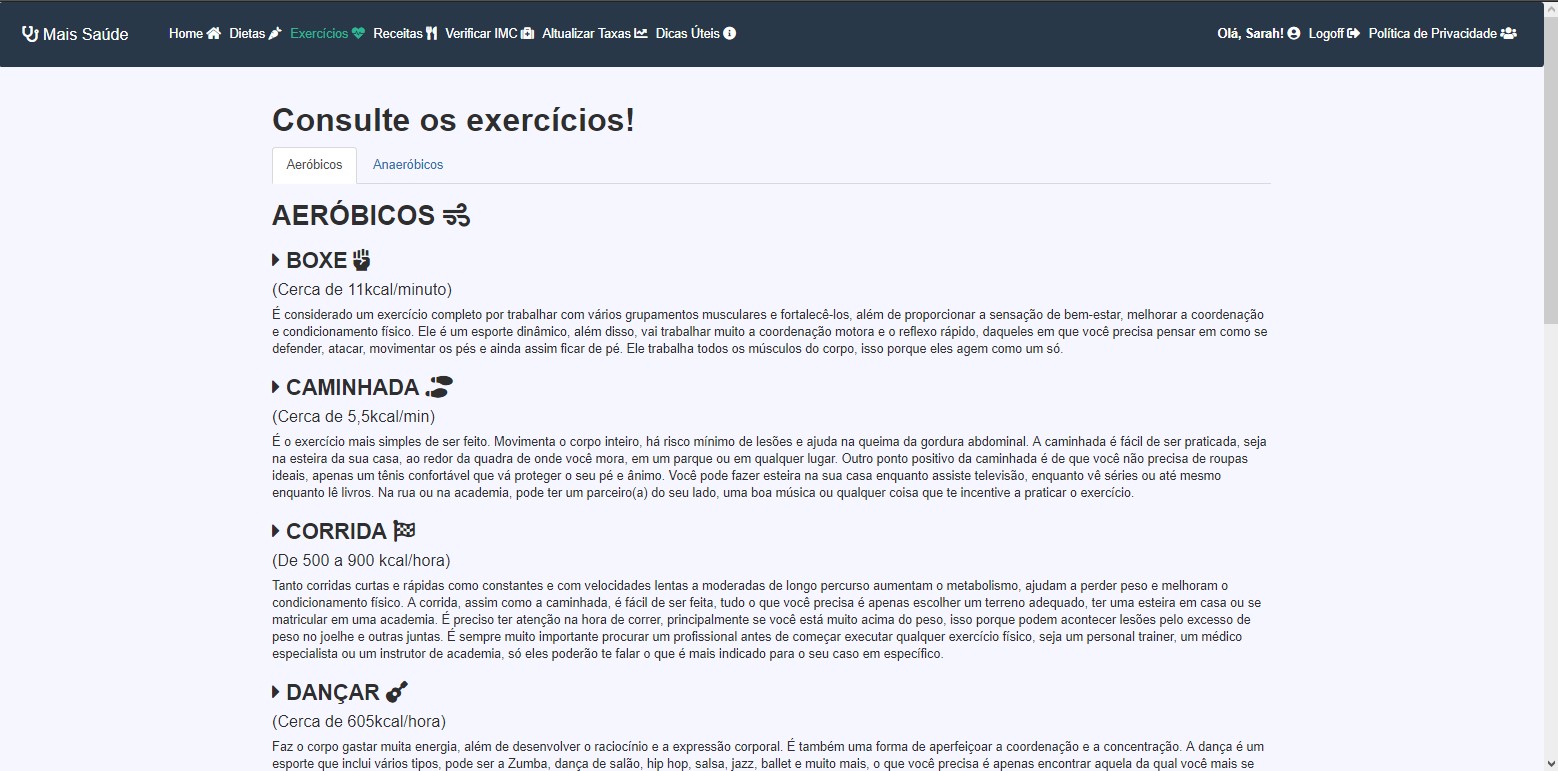 Mais Saúde
Home Dietas Exercícios Receitas Verificar IMC Altualizar Taxas Dicas Úteis Olá, Sarah! Logoff Política de Privacidade
Consulte os exercícios!
Aeróbicos Anaeróbicos
AERÓBICOS
BOXE
(Cerca de 11kcal/minuto)
É considerado um exercício completo por trabalhar com vários grupamentos musculares e fortalecê-los, além de proporcionar a sensação de bem-estar, melhorar a coordenação
e condicionamento físico. Ele é um esporte dinâmico, além disso, vai trabalhar muito a coordenação motora e o reflexo rápido, daqueles em que você precisa pensar em como se
defender, atacar, movimentar os pés e ainda assim ficar de pé. Ele trabalha todos os músculos do corpo, isso porque eles agem como um só.
CAMINHADA
(Cerca de 5,5kcal/min)
É o exercício mais simples de ser feito. Movimenta o corpo inteiro, há risco mínimo de lesões e ajuda na queima da gordura abdominal. A caminhada é fácil de ser praticada, seja
na esteira da sua casa, ao redor da quadra de onde você mora, em um parque ou em qualquer lugar. Outro ponto positivo da caminhada é de que você não precisa de roupas
ideais, apenas um tênis confortável que vá proteger o seu pé e ânimo. Você pode fazer esteira na sua casa enquanto assiste televisão, enquanto vê séries ou até mesmo
enquanto lê livros. Na rua ou na academia, pode ter um parceiro(a) do seu lado, uma boa música ou qualquer coisa que te incentive a praticar o exercício.
CORRIDA
(De 500 a 900 kcal/hora)
Tanto corridas curtas e rápidas como constantes e com velocidades lentas a moderadas de longo percurso aumentam o metabolismo, ajudam a perder peso e melhoram o
condicionamento físico. A corrida, assim como a caminhada, é fácil de ser feita, tudo o que você precisa é apenas escolher um terreno adequado, ter uma esteira em casa ou se
matricular em uma academia. É preciso ter atenção na hora de correr, principalmente se você está muito acima do peso, isso porque podem acontecer lesões pelo excesso de
peso no joelhe e outras juntas. É sempre muito importante procurar um profissional antes de começar executar qualquer exercício físico, seja um personal trainer, um médico
especialista ou um instrutor de academia, só eles poderão te falar o que é mais indicado para o seu caso em específico.
DANÇAR
(Cerca de 605kcal/hora)
Faz o corpo gastar muita energia, além de desenvolver o raciocínio e a expressão corporal. É também uma forma de aperfeiçoar a coordenação e a concentração. A dança é um
esporte que inclui vários tipos, pode ser a Zumba, dança de salão, hip hop, salsa, jazz, ballet e muito mais, o que você precisa é apenas encontrar aquela da qual você mais se